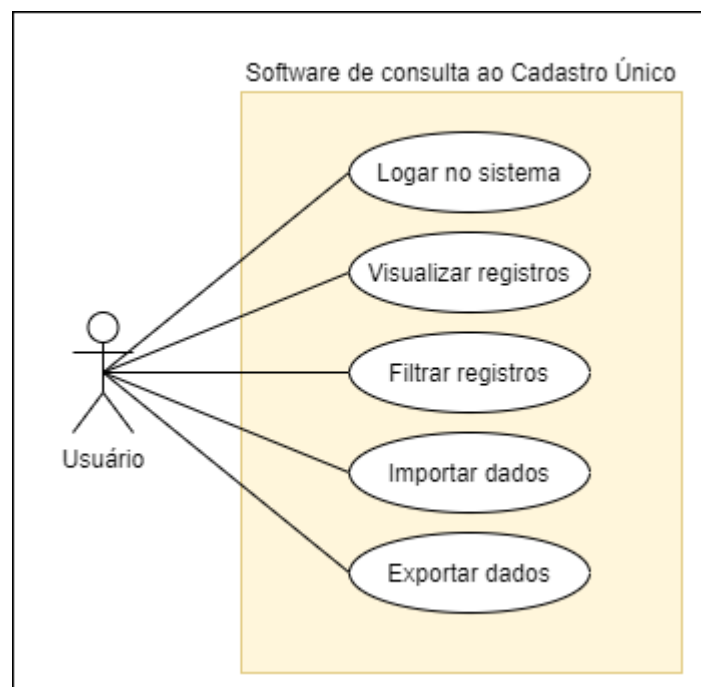 Software de consulta ao Cadastro Único
Logar no sistema
Visualizar registros
Filtrar registros
Usuário
Importar dados
Exportar dados